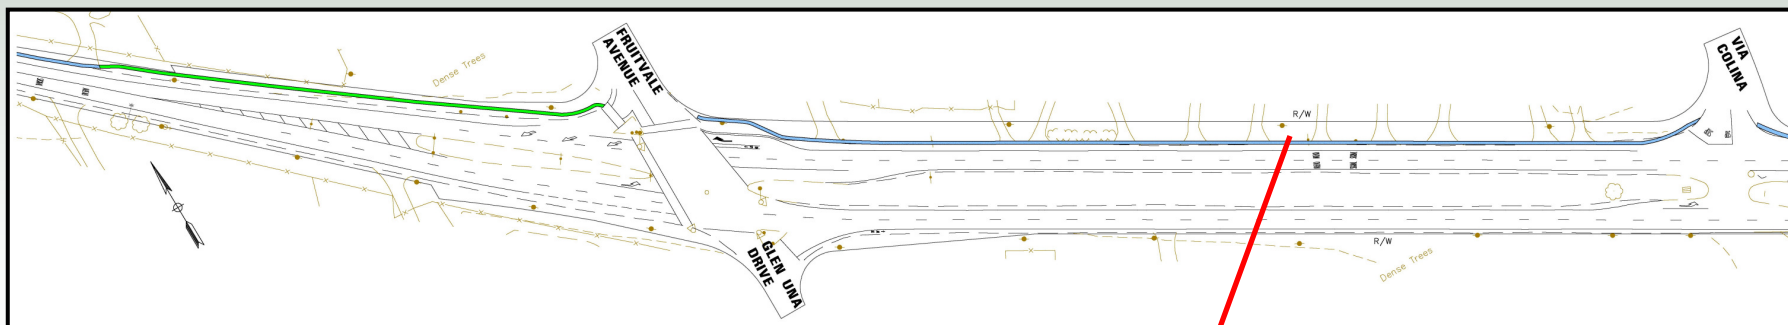 Dense Trees
FRUITVALE
AVENUE
R/W
VIA
COLINA
GLEN UNA
DRIVE
R/W
Dense Trees